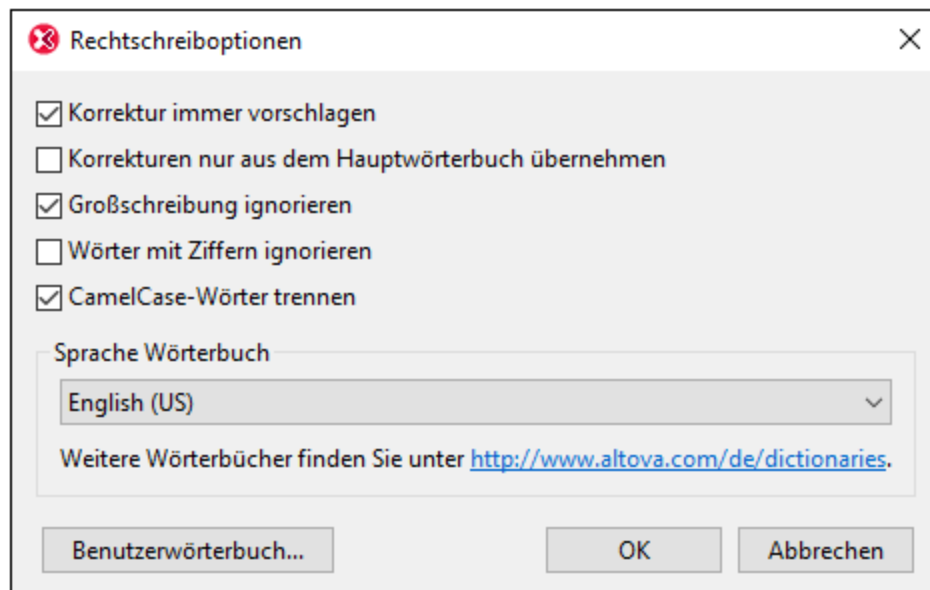 Rechtschreiboptionen
Korrektur immer vorschlagen
Korrekturen nur aus dem Hauptwörterbuch übernehmen
Großschreibung ignorieren
Wörter mit Ziffern ignorieren
CamelCase-Wörter trennen
Sprache Wörterbuch
English (US)
Weitere Wörterbücher finden Sie unter http://www.altova.com/de/dictionaries.
Benutzerwörterbuch... OK Abbrechen